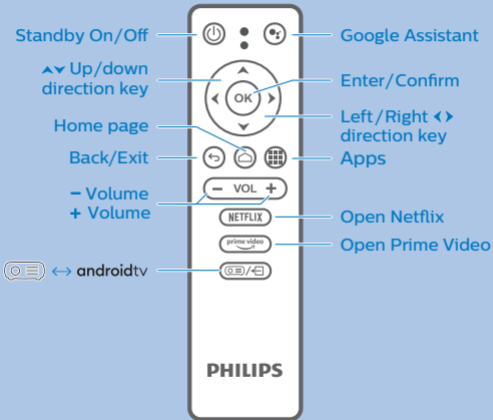 Standby On/Off
Google Assistant
Up/down
direction key
Enter/Confirm
OK
Left/Right
direction key
Home page
Back/Exit
Apps
− Volume
+ Volume
− VOL +
NETFLIX
Open Netflix
prime video
Open Prime Video
androidtv
PHILIPS